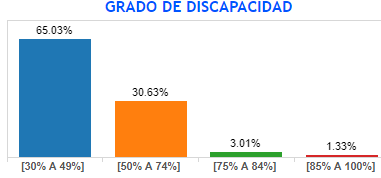 GRADO DE DISCAPACIDAD
65.03%
30.63%
3.01%
1.33%
[30% A 49%] [50% A 74%] [75% A 84%] [85% A 100%]